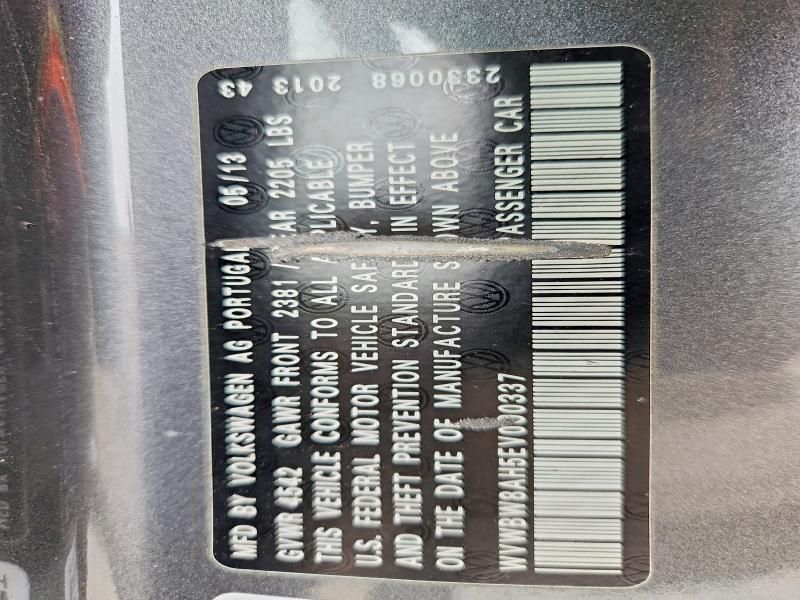 MFD BY VOLKSWAGEN AG PORTUGAL 05/13 43
GVWR 4542 GAWR FRONT 2381 / AR 2205 LBS 2013
THIS VEHICLE CONFORMS TO ALL A PLICABLE
U.S. FEDERAL MOTOR VEHICLE SAF Y, BUMPER 2330068
AND THEFT PREVENTION STANDAR IN EFFECT
ON THE DATE OF MANUFACTURE S OWN ABOVE
WVWBW8AH5EV000337 ASSENGER CAR